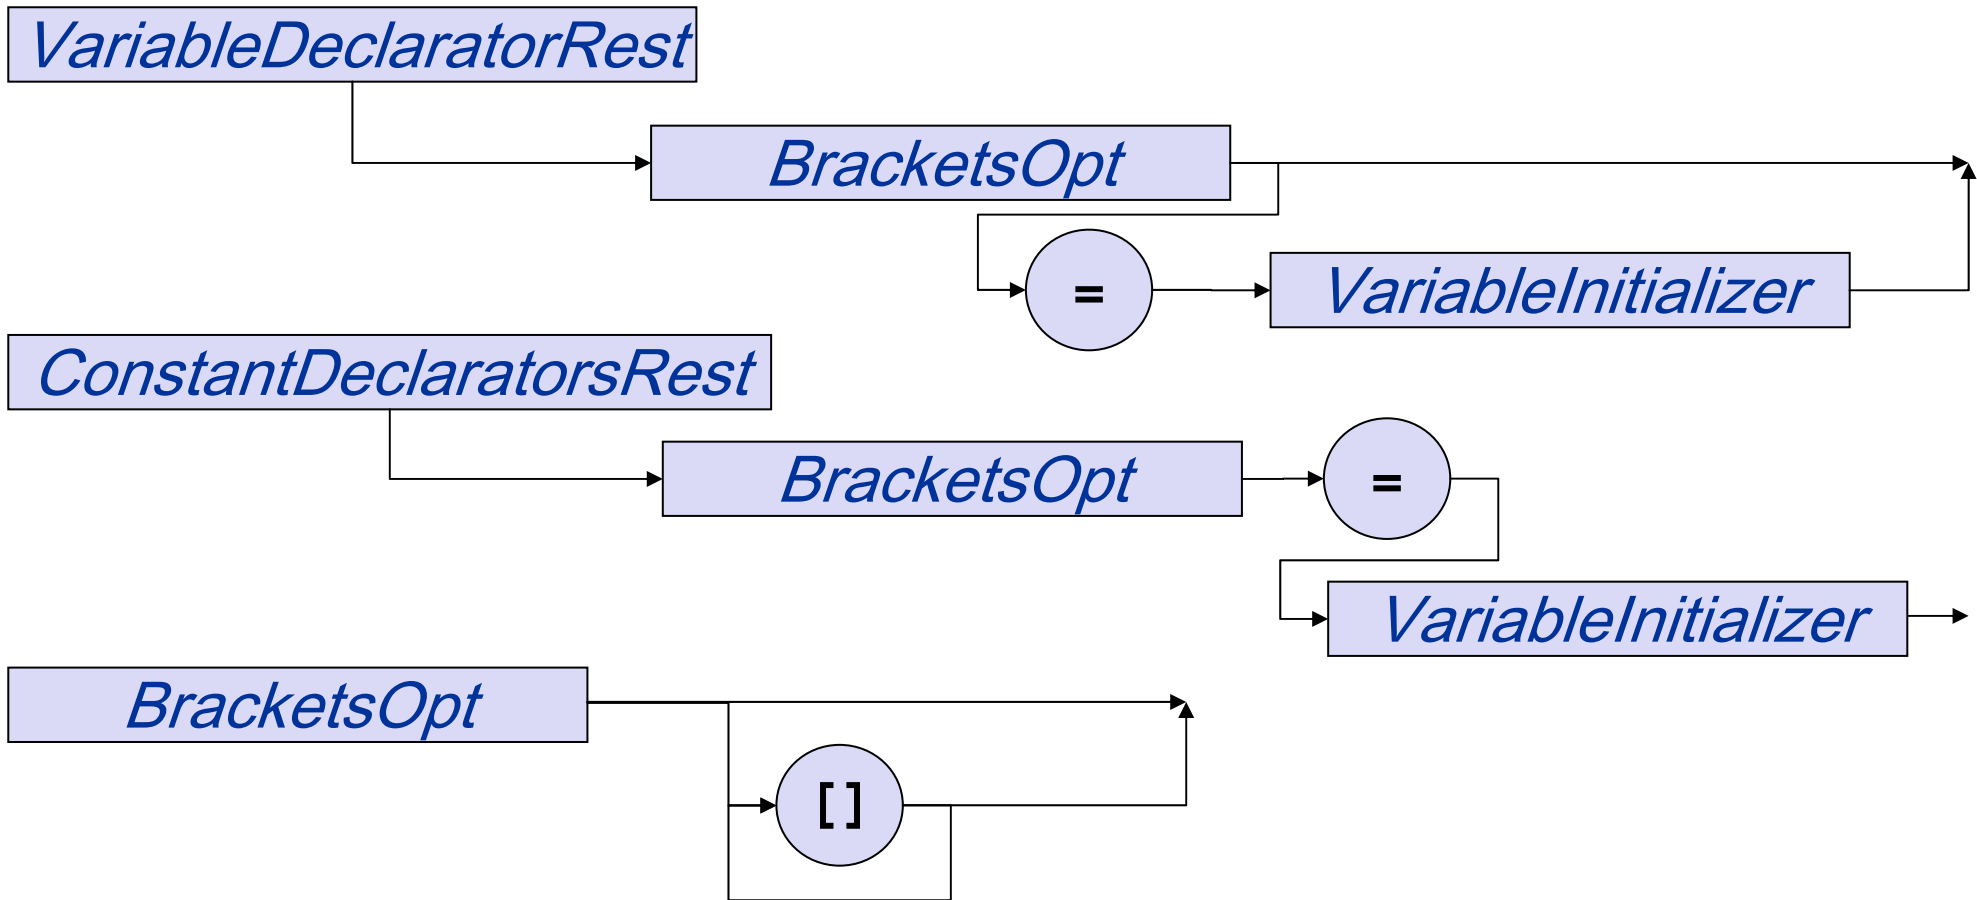 VariableDeclaratorRest
BracketsOpt
= VariableInitializer
ConstantDeclaratorsRest
BracketsOpt =
VariableInitializer
BracketsOpt
[ ]